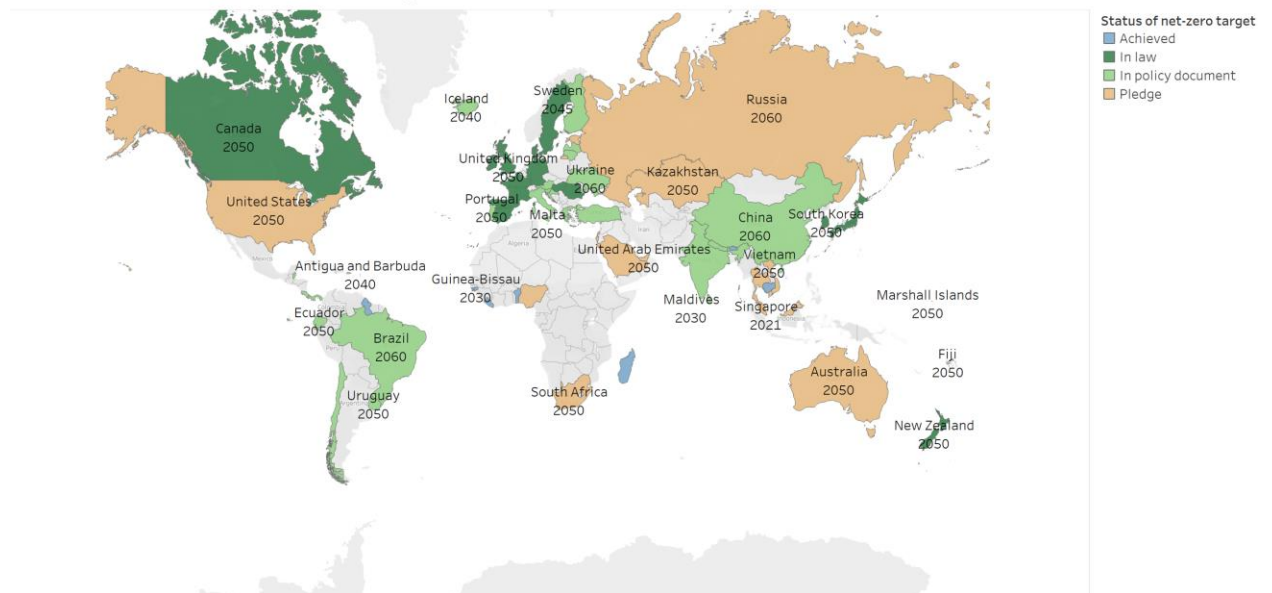 Status of net-zero target
Achieved
In law
In policy document
Pledge
Canada
2050
United States
2050
Mexico
Antigua and Barbuda
2040
Ecuador
2050
Brazil
2060
Uruguay
2050
Iceland
2040
Sweden
2045
United Kingdom
2050
Portugal
2050
Malta
2050
Ukraine
2060
Russia
2060
Kazakhstan
2050
China
2060
South Korea
2050
Algeria
Iran
United Arab Emirates
2050
Vietnam
2050
Guinea-Bissau
2030
Maldives
2030
Singapore
2021
Marshall Islands
2050
Fiji
2050
South Africa
2050
Australia
2050
New Zealand
2050